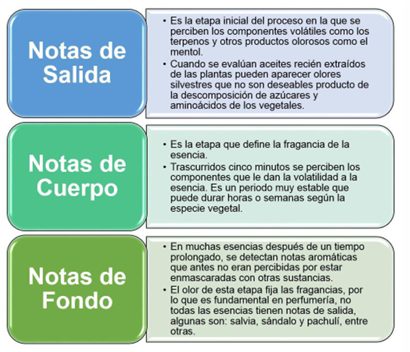 Notas de
Salida
• Es la etapa inicial del proceso en la que se
perciben los componentes volátiles como los
terpenos y otros productos olorosos como el
mentol.
• Cuando se evalúan aceites recién extraídos
de las plantas pueden aparecer olores
silvestres que no son deseables producto de
la descomposición de azúcares y
aminoácidos de los vegetales.
Notas de
Cuerpo
• Es la etapa que define la fragancia de la
esencia.
• Trascurridos cinco minutos se perciben los
componentes que le dan la volatilidad a la
esencia. Es un periodo muy estable que
puede durar horas o semanas según la
especie vegetal.
Notas de
Fondo
• En muchas esencias después de un tiempo
prolongado, se detectan notas aromáticas
que antes no eran percibidas por estar
enmascaradas con otras sustancias.
• El olor de esta etapa fija las fragancias, por
lo que es fundamental en perfumería, no
todas las esencias tienen notas de salida,
algunas son: salvia, sándalo y pachulí, entre
otras.